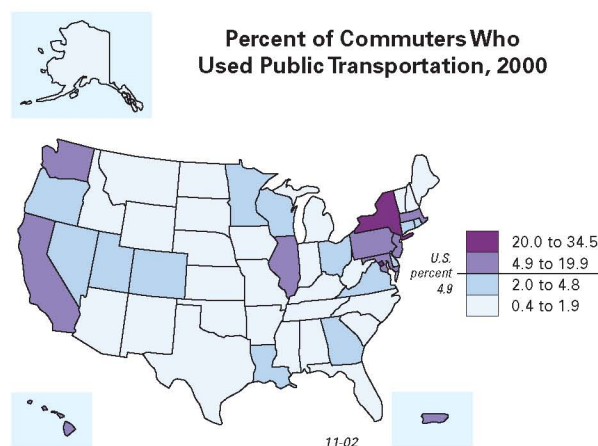 Percent of Commuters Who
Used Public Transportation, 2000
U.S.
percent
4.9
20.0 to 34.5
4.9 to 19.9
2.0 to 4.8
0.4 to 1.9
11-02